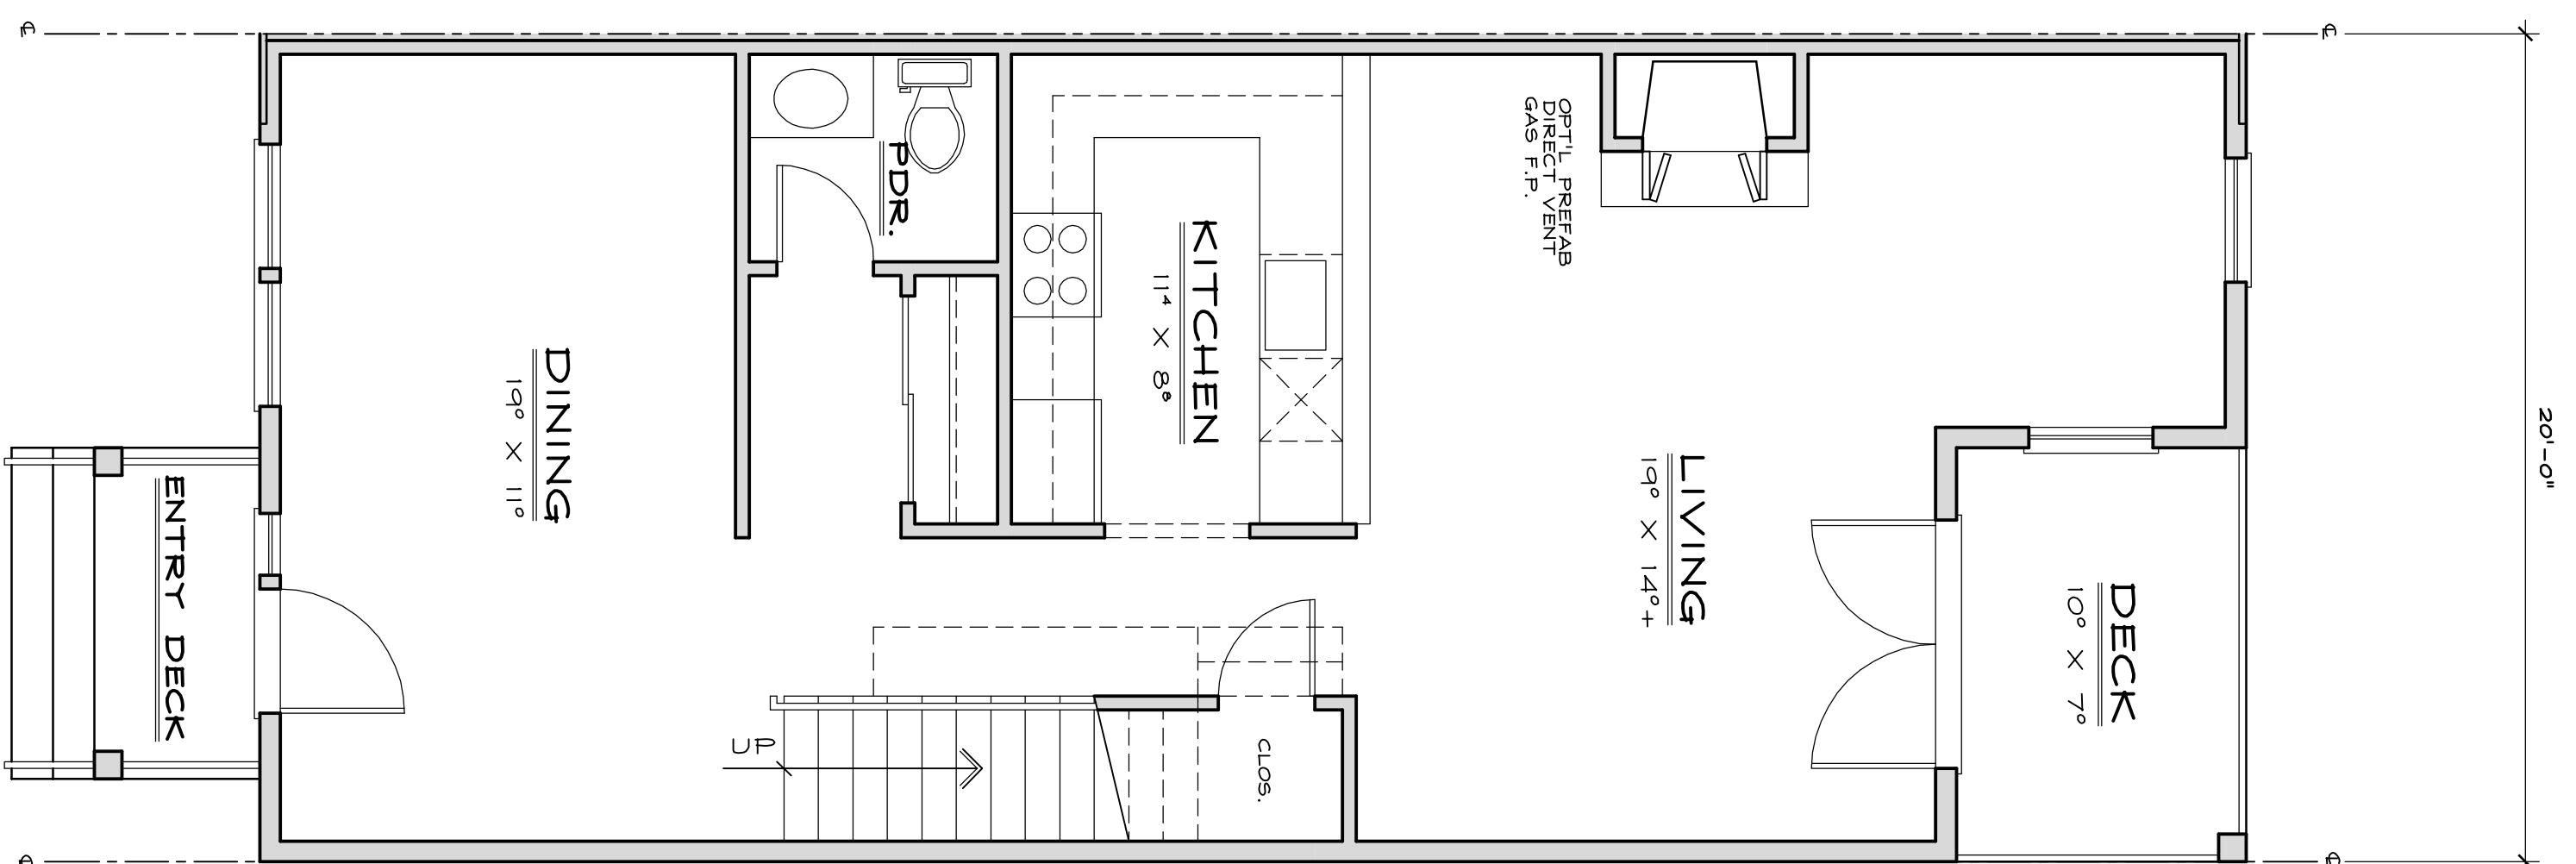 20'-0"
OPT'L PREFAB
DIRECT VENT
GAS F.P.
PDR.
KITCHEN
11⁴ X 8⁸
DINING
19⁰ X 11⁰
LIVING
19⁰ X 14⁰+
ENTRY DECK
DECK
10⁰ X 7⁰
UP
CLOS.